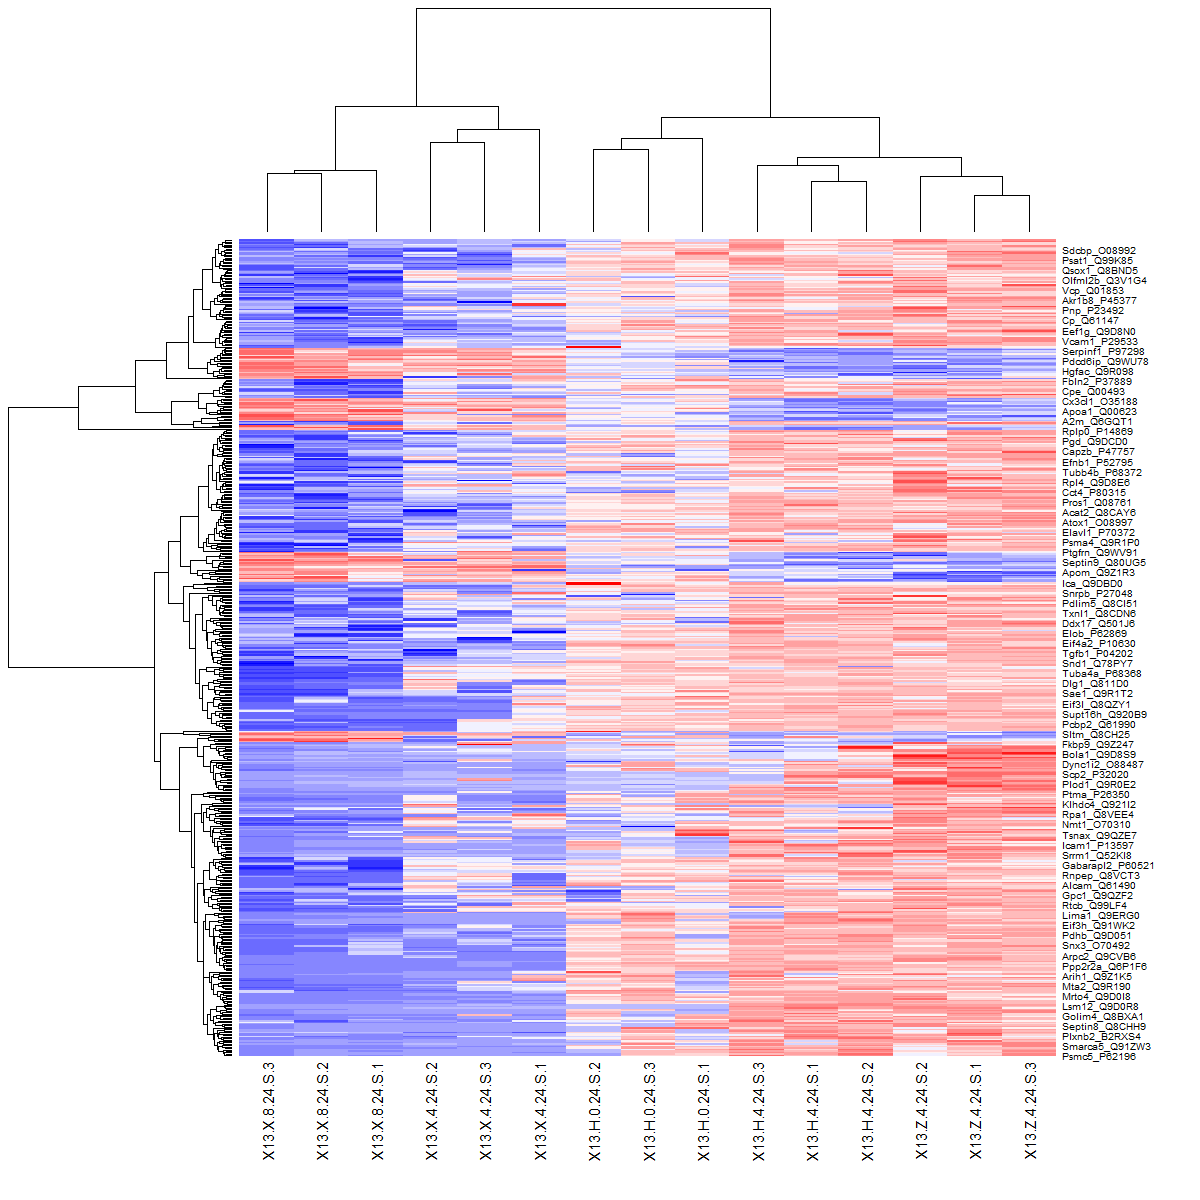 Sdcbp_O08992
Psat1_Q99K85
Qsox1_Q8BND5
Olfml2b_Q3V1G4
Vcp_Q01853
Akr1b8_P45377
Pnp_P23492
Cp_Q61147
Eef1g_Q9D8N0
Vcam1_P29533
Serpinf1_P97298
Pdcd6ip_Q9WU78
Hgfac_Q9R098
Fbln2_P37889
Cpe_Q00493
Cx3cl1_O35188
Apoa1_Q00623
A2m_Q6GQT1
Rplp0_P14869
Pgd_Q9DCD0
Capzb_P47757
Efnb1_P52795
Tubb4b_P68372
Rpl4_Q9D8E6
Cct4_P80315
Pros1_Q08761
Acat2_Q8CAY6
Atox1_O08997
Elavl1_P70372
Psma4_Q9R1P0
Ptgfrn_Q9WV91
Septin9_Q80UG5
Apom_Q9Z1R3
Ica_Q9DBD0
Snrpb_P27048
Pdlim5_Q8CI51
Txnl1_Q8CDN6
Ddx17_Q501J6
Elob_P62869
Eif4a2_P10630
Tgfb1_P04202
Snd1_Q78PY7
Tuba4a_P68368
Dlg1_Q811D0
Sae1_Q9R1T2
Eif3l_Q8QZY1
Supt16h_Q920B9
Pcbp2_Q61990
Sltm_Q8CH25
Fkbp9_Q9Z247
Bola1_Q9D8S9
Dync1i2_O88487
Scp2_P32020
Plod1_Q9R0E2
Ptma_P26350
Klhdc4_Q921I2
Rpa1_Q8VEE4
Nmt1_O70310
Tsnax_Q9QZE7
Icam1_P13597
Srrm1_Q52KI8
Gabarapl2_P60521
Rnpep_Q8VCT3
Alcam_Q61490
Gpc1_Q9QZF2
Rtcb_Q99LF4
Lima1_Q9ERG0
Eif3h_Q91WK2
Pdhb_Q9D051
Snx3_O70492
Arpc2_Q9CVB6
Ppp2r2a_Q6P1F6
Arih1_Q9Z1K5
Mta2_Q9R190
Mrto4_Q9D0I8
Lsm12_Q9D0R8
Golim4_Q8BXA1
Septin8_Q8CHH9
Plxnb2_B2RXS4
Smarca5_Q91ZW3
Psmc5_P62196
X13.X.8.24.S.3
X13.X.8.24.S.2
X13.X.8.24.S.1
X13.X.4.24.S.2
X13.X.4.24.S.3
X13.X.4.24.S.1
X13.H.0.24.S.2
X13.H.0.24.S.3
X13.H.0.24.S.1
X13.H.4.24.S.3
X13.H.4.24.S.1
X13.H.4.24.S.2
X13.Z.4.24.S.2
X13.Z.4.24.S.1
X13.Z.4.24.S.3